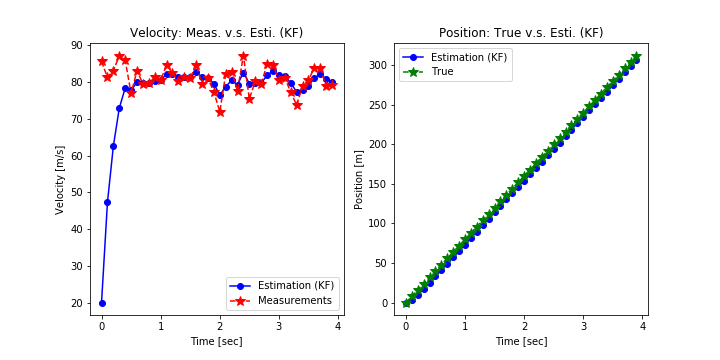 Velocity: Meas. v.s. Esti. (KF)
90
80
70
60
50
40
30
20
Velocity [m/s]
0
1
2
3
4
Time [sec]
Estimation (KF)
Measurements
Position: True v.s. Esti. (KF)
Estimation (KF)
True
300
250
200
150
100
50
0
Position [m]
0
1
2
3
4
Time [sec]